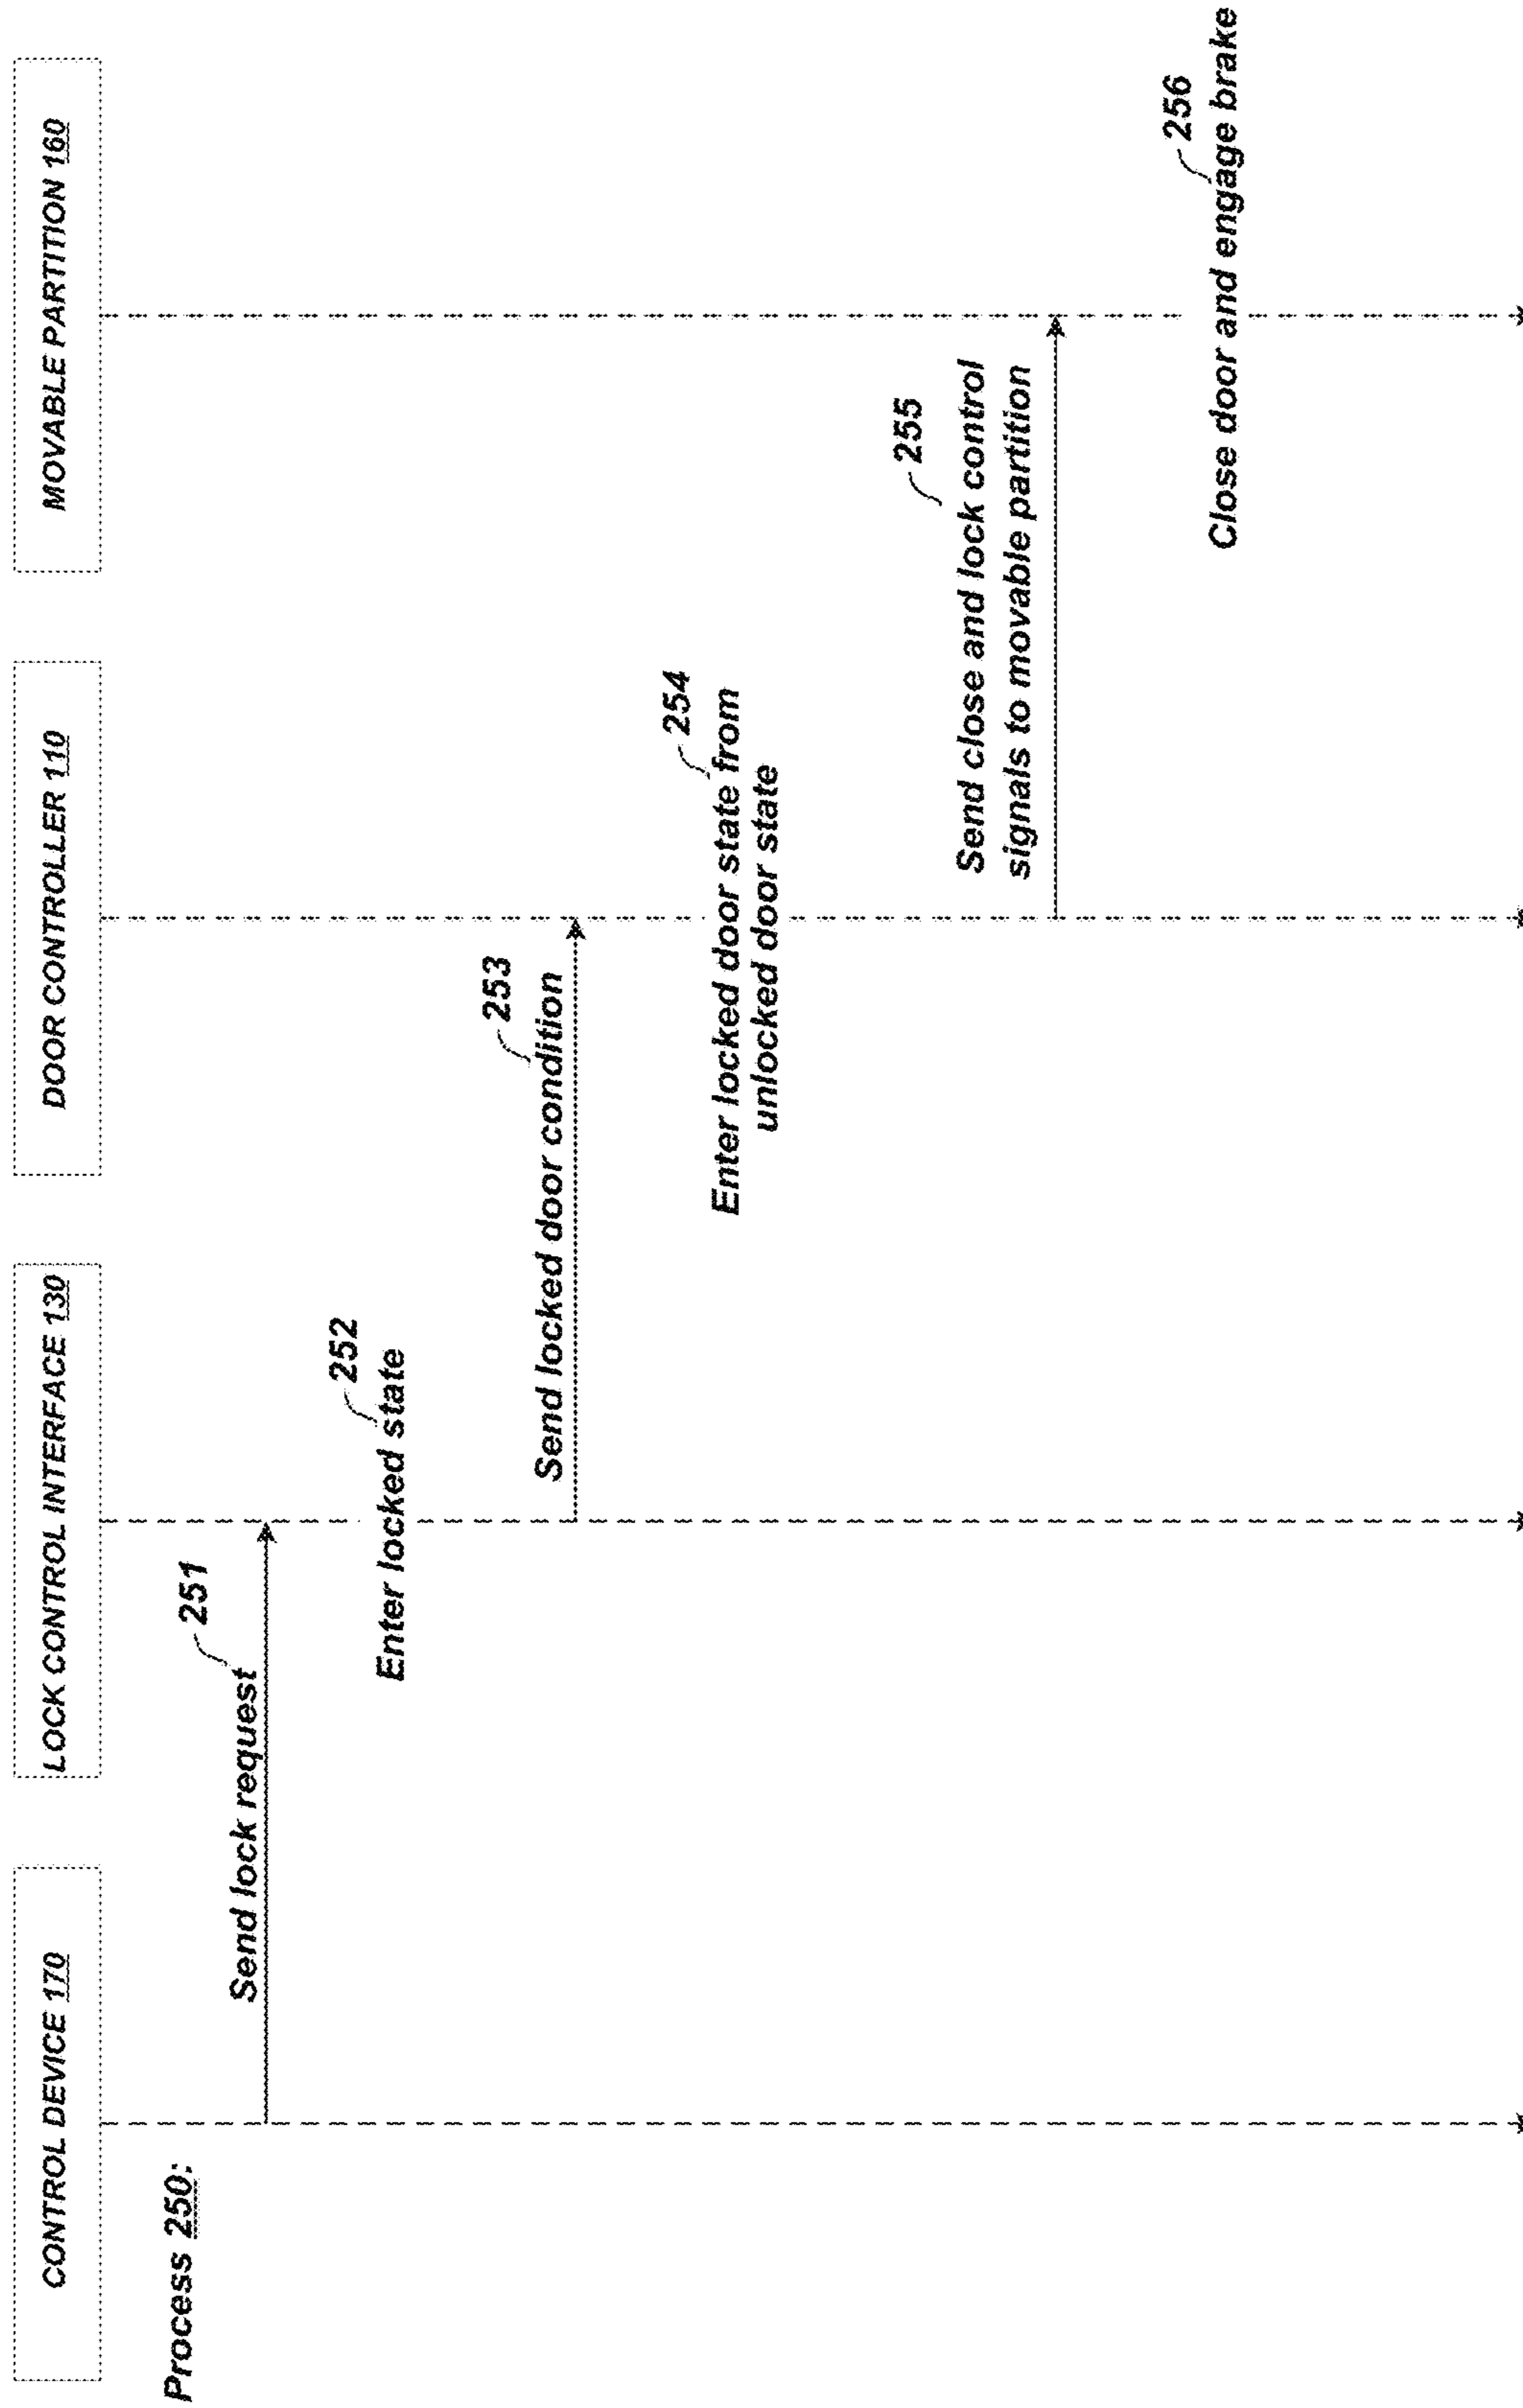 CONTROL DEVICE 170
LOCK CONTROL INTERFACE 130
DOOR CONTROLLER 110
MOVABLE PARTITION 160
Process 250:
251
Send lock request
252
Enter locked state
253
Send locked door condition
254
Enter locked door state from
unlocked door state
255
Send close and lock control
signals to movable partition
256
Close door and engage brake